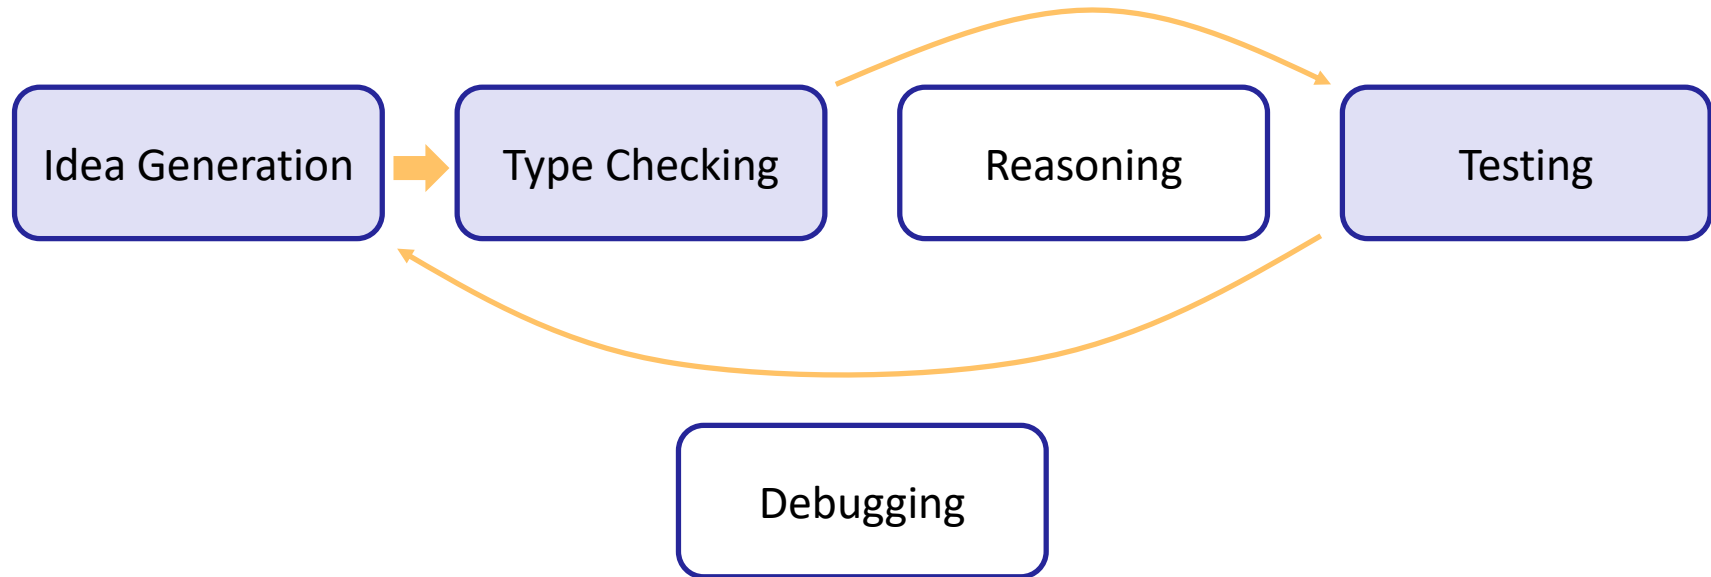 Idea Generation
Type Checking
Reasoning
Testing
Debugging